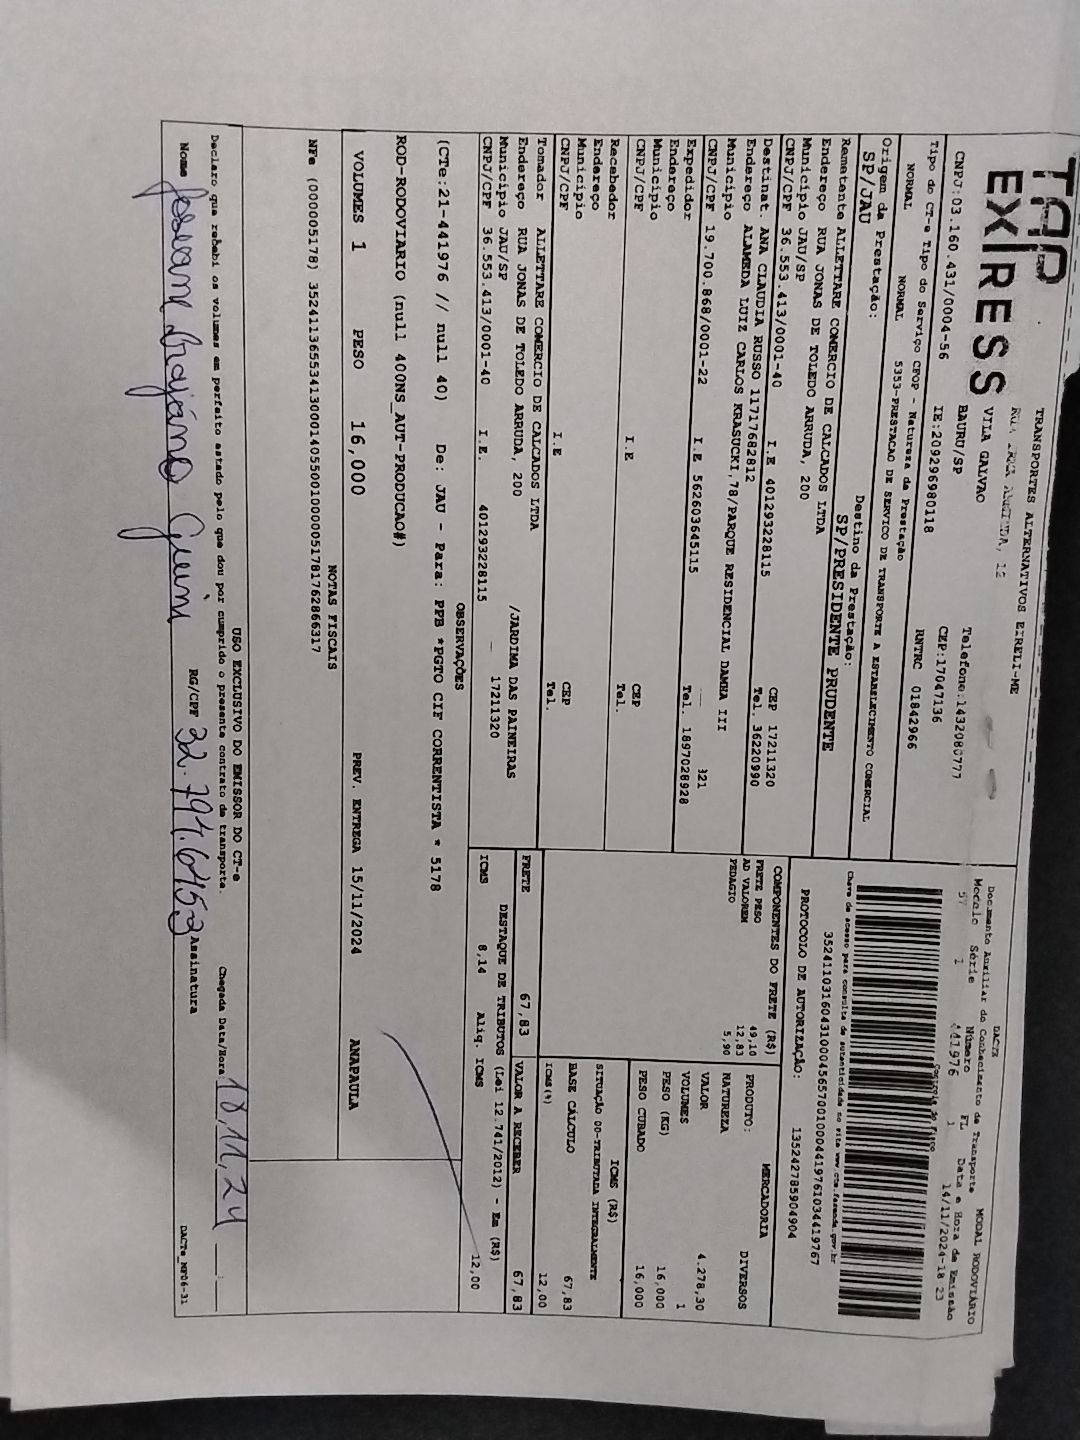 TAP
EXPRESS
TRANSPORTES ALTERNATIVOS EIRELI-ME
VILA GALVAO
BAURU/SP
Telefone:1432080777
CEP:17047136
CNPJ:03.160.431/0004-56 IE:209296980118 RNTRC 01842966
Tipo do CT-e Tipo do Serviço CFOP - Natureza da Prestação
NORMAL NORMAL 5353-PRESTACAO DE SERVICO DE TRANSPORTE A ESTABELECIMENTO COMERCIAL
Origem da Prestação: Destino da Prestação:
SP/JAU SP/PRESIDENTE PRUDENTE
DACTE
Documento Auxiliar do Conhecimento de Transporte MODAL RODOVIÁRIO
Modelo Série Número FL Data e Hora de Emissão
57 1 441976 1 14/11/2024-18 23
Controle do Fisco
Chave de acesso para consulta de autenticidade no site www.cte.fazenda.gov.br
35241103160431000456570010004419761034419767
PROTOCOLO DE AUTORIZAÇÃO: 135242785904904
Remetente ALLETTARE COMERCIO DE CALCADOS LTDA
Endereço RUA JONAS DE TOLEDO ARRUDA, 200
Município JAU/SP CEP 17211320
CNPJ/CPF 36.553.413/0001-40 I.E 401293228115 Tel. 36220990
Destinat. ANA CLAUDIA RUSSO 11717682812
Endereço ALAMEDA LUIZ CARLOS KRASUCKI,78/PARQUE RESIDENCIAL DAMHA III
Município 321
CNPJ/CPF 19.700.868/0001-22 I.E 562603645115 Tel. 1897028928
Expedidor
Endereço
Município CEP
CNPJ/CPF I.E Tel.
Recebedor
Endereço
Município CEP
CNPJ/CPF I.E Tel.
Tomador ALLETTARE COMERCIO DE CALCADOS LTDA
Endereço RUA JONAS DE TOLEDO ARRUDA, 200 /JARDIMA DAS PAINEIRAS
Município JAU/SP 17211320
CNPJ/CPF 36.553.413/0001-40 I.E. 401293228115
COMPONENTES DO FRETE (R$)
FRETE PESO 49,10
AD VALOREM 12,83
PEDAGIO 5,90
MERCADORIA
PRODUTO: DIVERSOS
NATUREZA
VALOR 4.278,30
VOLUMES 1
PESO (KG) 16,000
PESO CUBADO 16,000
ICMS (R$)
SITUAÇÃO 00-TRIBUTADA INTEGRALMENTE
BASE CÁLCULO 67,83
ICMS(%) 12,00
FRETE 67,83 VALOR A RECEBER 67,83
DESTAQUE DE TRIBUTOS (Lei 12.741/2012) - Em (R$)
ICMS 8,14 Aliq. ICMS 12,00
OBSERVAÇÕES
(CTe:21-441976 // null 40) De: JAU - Para: PPB *PGTO CIF CORRENTISTA * 5178
ROD-RODOVIARIO (null 400NS_AUT-PRODUCAO#)
VOLUMES 1 PESO 16,000 PREV. ENTREGA 15/11/2024 ANAPAULA
NOTAS FISCAIS
NFe (000005178) 35241136553413000140550010000051781762866317
USO EXCLUSIVO DO EMISSOR DO CT-e
Declaro que recebi os volumes em perfeito estado pelo que dou por cumprido o presente contrato de transporte. Chegada Data/Hora 18,11,24
Nome RG/CPF Assinatura
DACTe_MP06-31